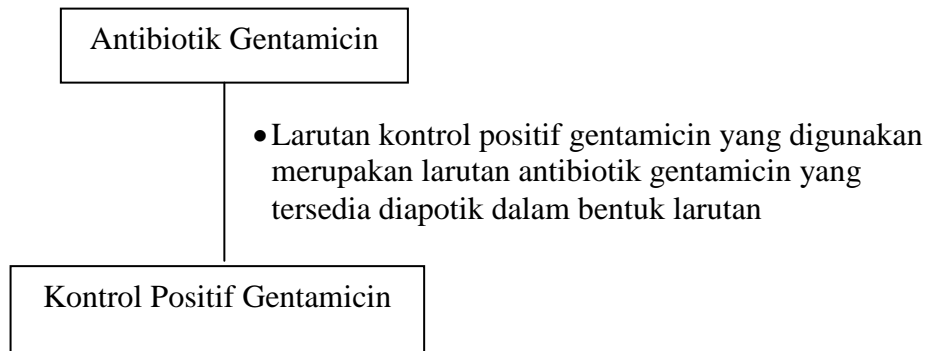 Antibiotik Gentamicin
•Larutan kontrol positif gentamicin yang digunakan
merupakan larutan antibiotik gentamicin yang
tersedia diapotik dalam bentuk larutan
Kontrol Positif Gentamicin